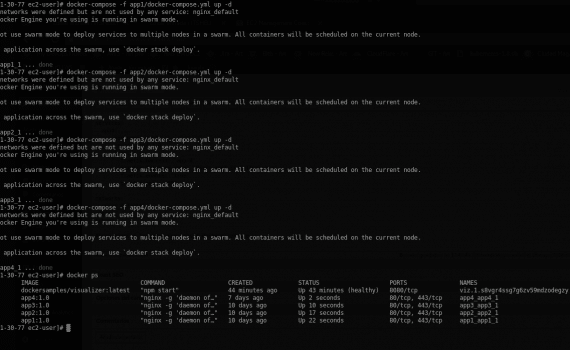 1-30-77 ec2-user]# docker-compose -f app1/docker-compose.yml up -d
networks were defined but are not used by any service: nginx_default
ocker Engine you're using is running in swarm mode.
ot use swarm mode to deploy services to multiple nodes in a swarm. All containers will be scheduled on the current node.
application across the swarm, use `docker stack deploy`.
app1_1 ... done
1-30-77 ec2-user]# docker-compose -f app2/docker-compose.yml up -d
networks were defined but are not used by any service: nginx_default
ocker Engine you're using is running in swarm mode.
ot use swarm mode to deploy services to multiple nodes in a swarm. All containers will be scheduled on the current node.
application across the swarm, use `docker stack deploy`.
app2_1 ... done
1-30-77 ec2-user]# docker-compose -f app3/docker-compose.yml up -d
networks were defined but are not used by any service: nginx_default
ocker Engine you're using is running in swarm mode.
ot use swarm mode to deploy services to multiple nodes in a swarm. All containers will be scheduled on the current node.
application across the swarm, use `docker stack deploy`.
app3_1 ... done
1-30-77 ec2-user]# docker-compose -f app4/docker-compose.yml up -d
networks were defined but are not used by any service: nginx_default
ocker Engine you're using is running in swarm mode.
ot use swarm mode to deploy services to multiple nodes in a swarm. All containers will be scheduled on the current node.
application across the swarm, use `docker stack deploy`.
app4_1 ... done
1-30-77 ec2-user]# docker ps
IMAGE COMMAND CREATED STATUS PORTS NAMES
dockersamples/visualizer:latest "npm start" 44 minutes ago Up 43 minutes (healthy) 8080/tcp
app4:1.0 "nginx -g 'daemon of…" 7 days ago Up 2 seconds 80/tcp, 443/tcp app4_app4_1
app3:1.0 "nginx -g 'daemon of…" 10 days ago Up 10 seconds 80/tcp, 443/tcp app3_app3_1
app2:1.0 "nginx -g 'daemon of…" 10 days ago Up 17 seconds 80/tcp, 443/tcp app2_app2_1
app1:1.0 "nginx -g 'daemon of…" 10 days ago Up 22 seconds 80/tcp, 443/tcp app1_app1_1
1-30-77 ec2-user]#